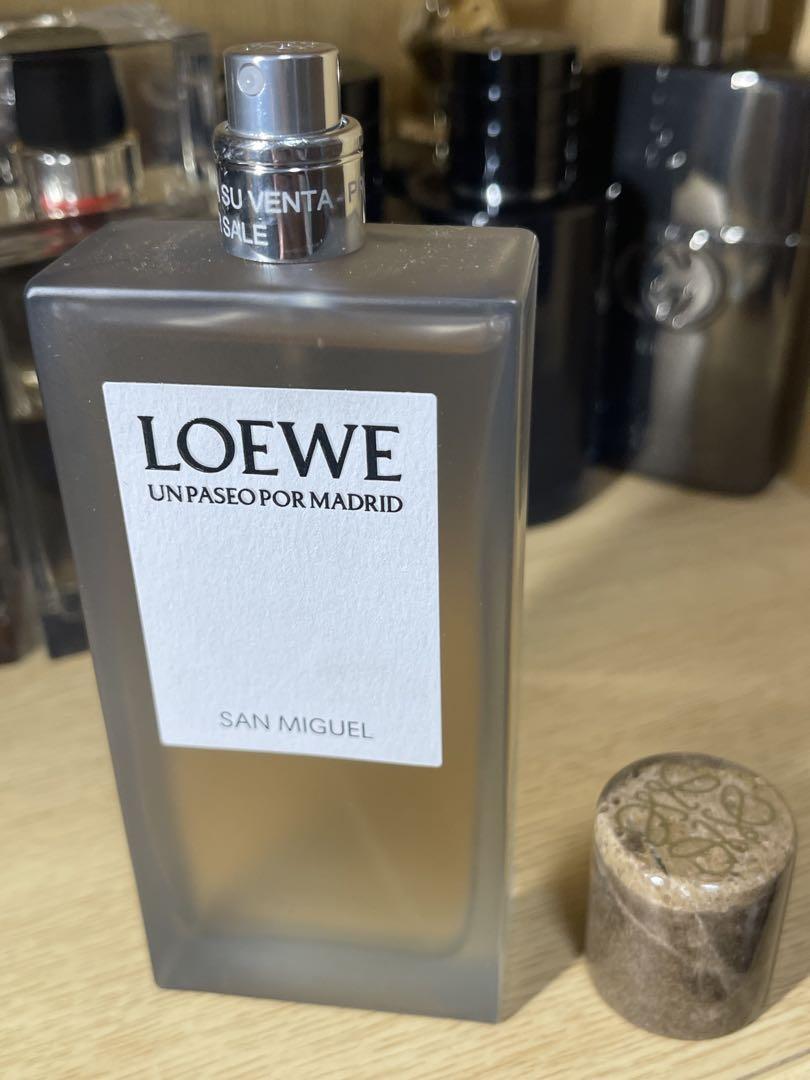 SU VENTA - P
SALE
LOEWE
UN PASEO POR MADRID
SAN MIGUEL